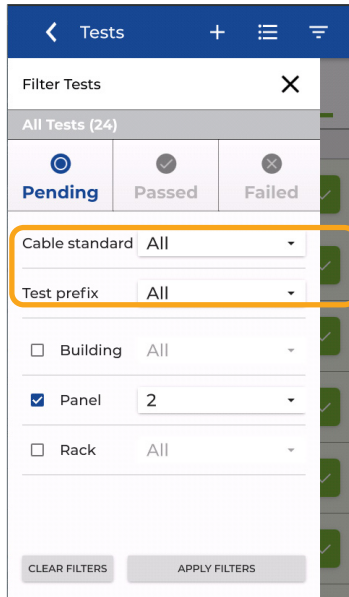 Tests
Filter Tests
All Tests (24)
Pending Passed Failed
Cable standard All
Test prefix All
Building All
Panel 2
Rack All
CLEAR FILTERS APPLY FILTERS